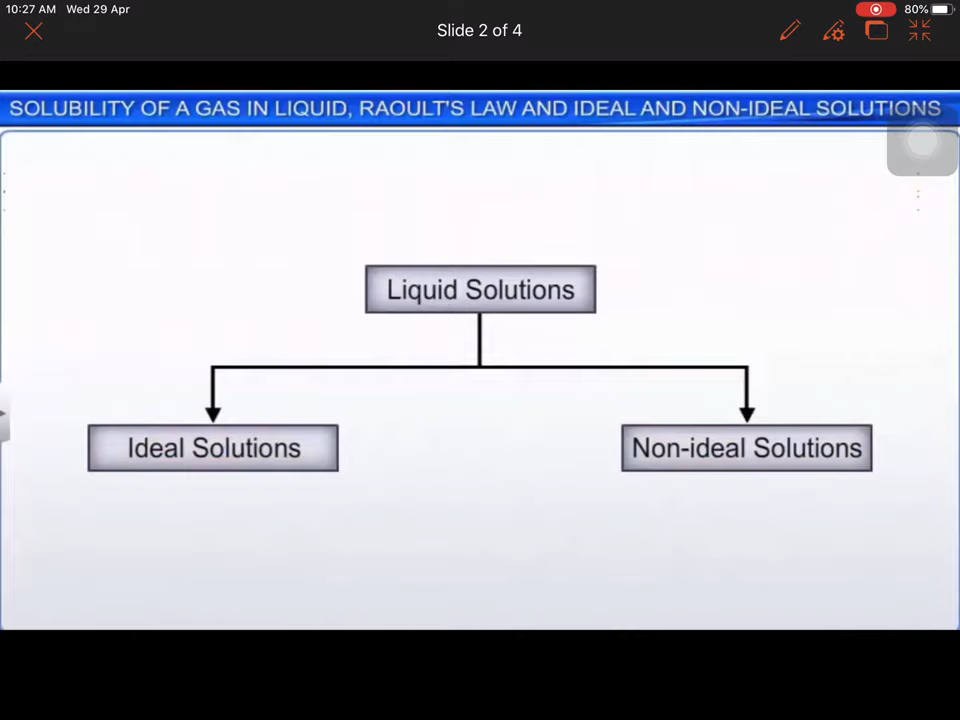 10:27 AM Wed 29 Apr
80%
Slide 2 of 4
SOLUBILITY OF A GAS IN LIQUID, RAOULT'S LAW AND IDEAL AND NON-IDEAL SOLUTIONS
Liquid Solutions
Ideal Solutions
Non-ideal Solutions